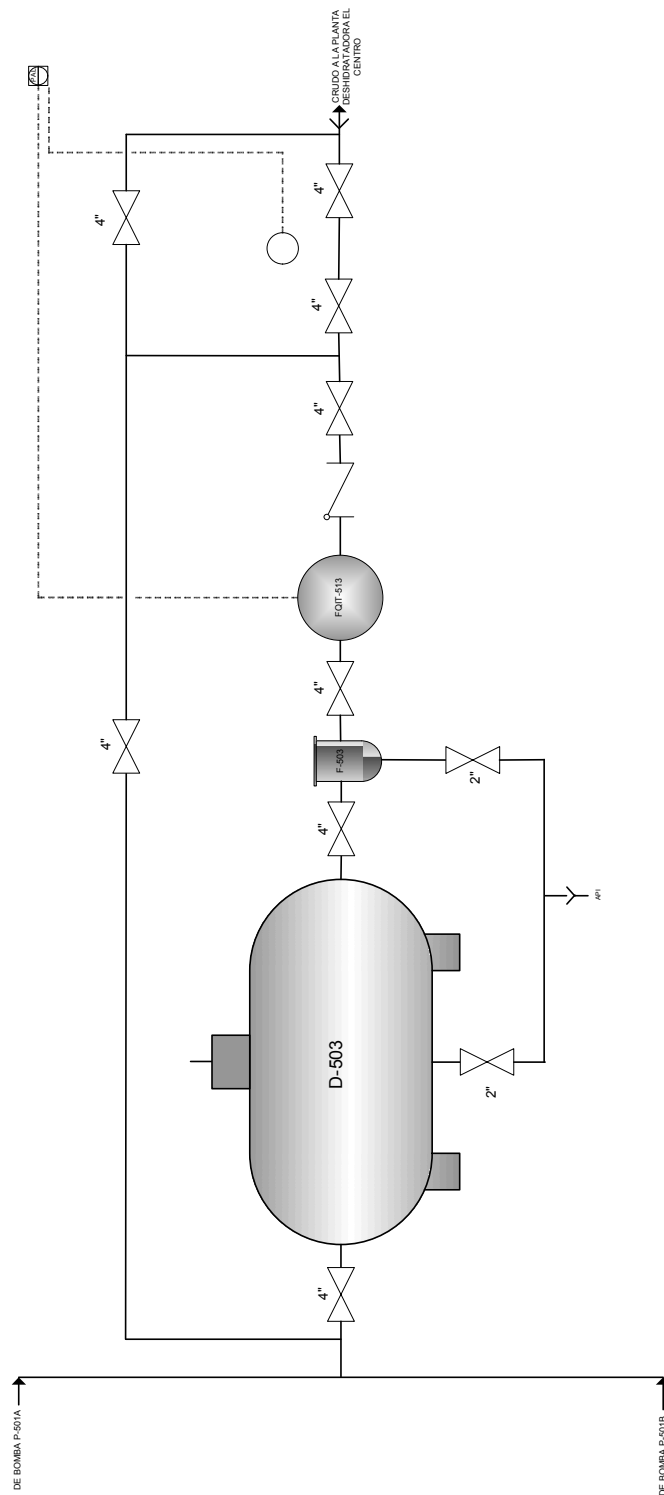 PAL
CRUDO A LA PLANTA
DESHIDRATADORA EL
CENTRO
4"
4"
4"
4"
FQIT-513
4"
4"
F-503
2"
4"
API
D-503
2"
4"
DE BOMBA P-501A
DE BOMBA P-501B